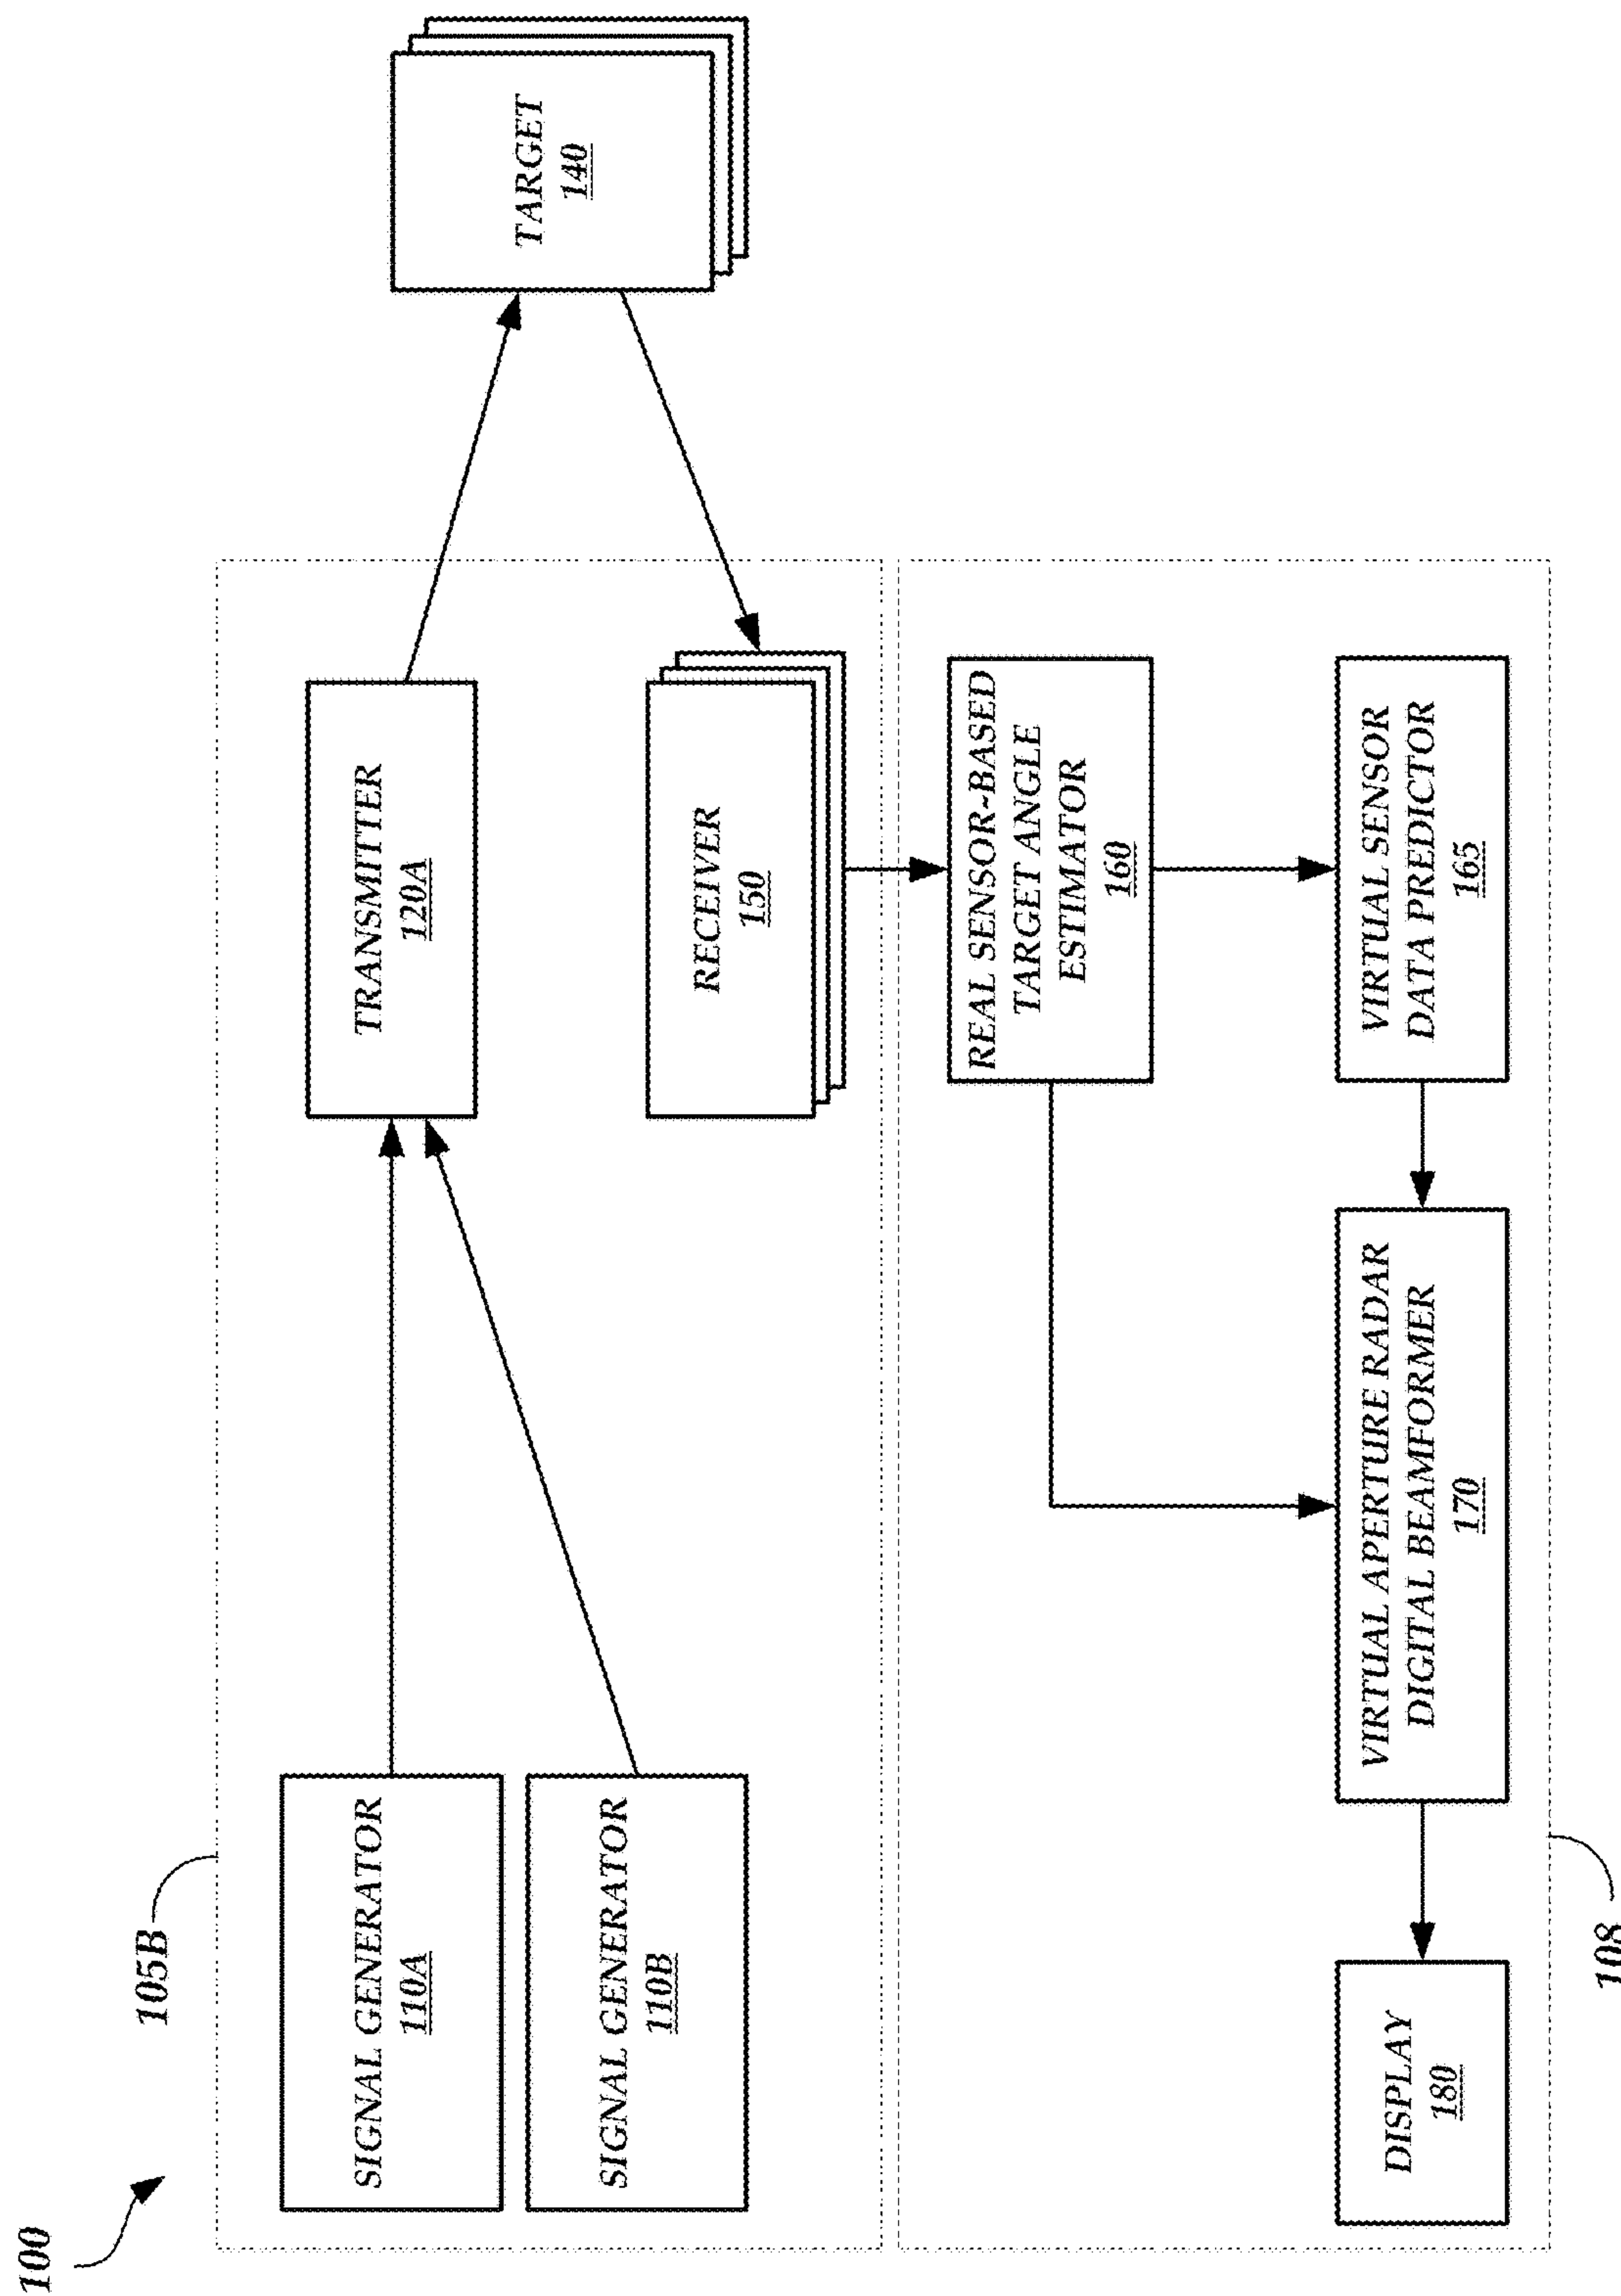 100
105B
SIGNAL GENERATOR
110A
SIGNAL GENERATOR
110B
TRANSMITTER
120A
RECEIVER
150
TARGET
140
REAL SENSOR-BASED
TARGET ANGLE
ESTIMATOR
160
VIRTUAL SENSOR
DATA PREDICTOR
165
VIRTUAL APERTURE RADAR
DIGITAL BEAMFORMER
170
DISPLAY
180
108